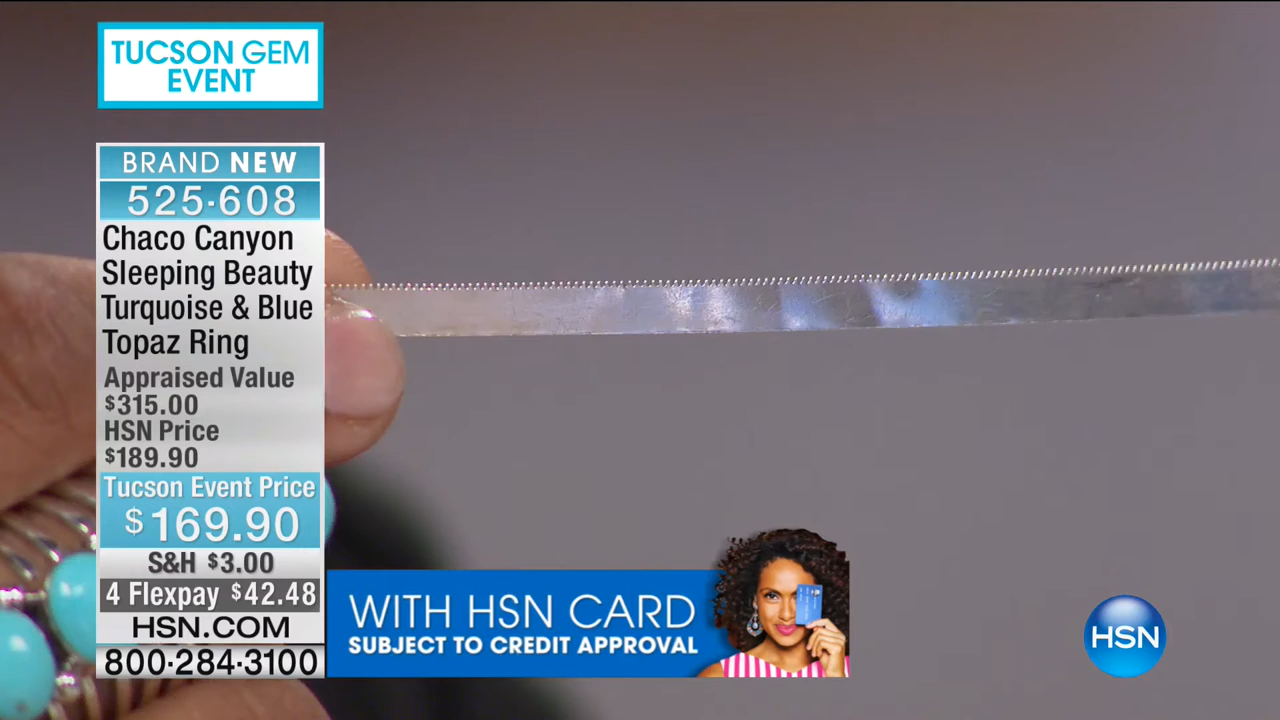 TUCSON GEM
EVENT
BRAND NEW
525·608
Chaco Canyon
Sleeping Beauty
Turquoise & Blue
Topaz Ring
Appraised Value
$315.00
HSN Price
$189.90
Tucson Event Price
$169.90
S&H $3.00
4 Flexpay $42.48
HSN.COM
800·284·3100
WITH HSN CARD
SUBJECT TO CREDIT APPROVAL
HSN